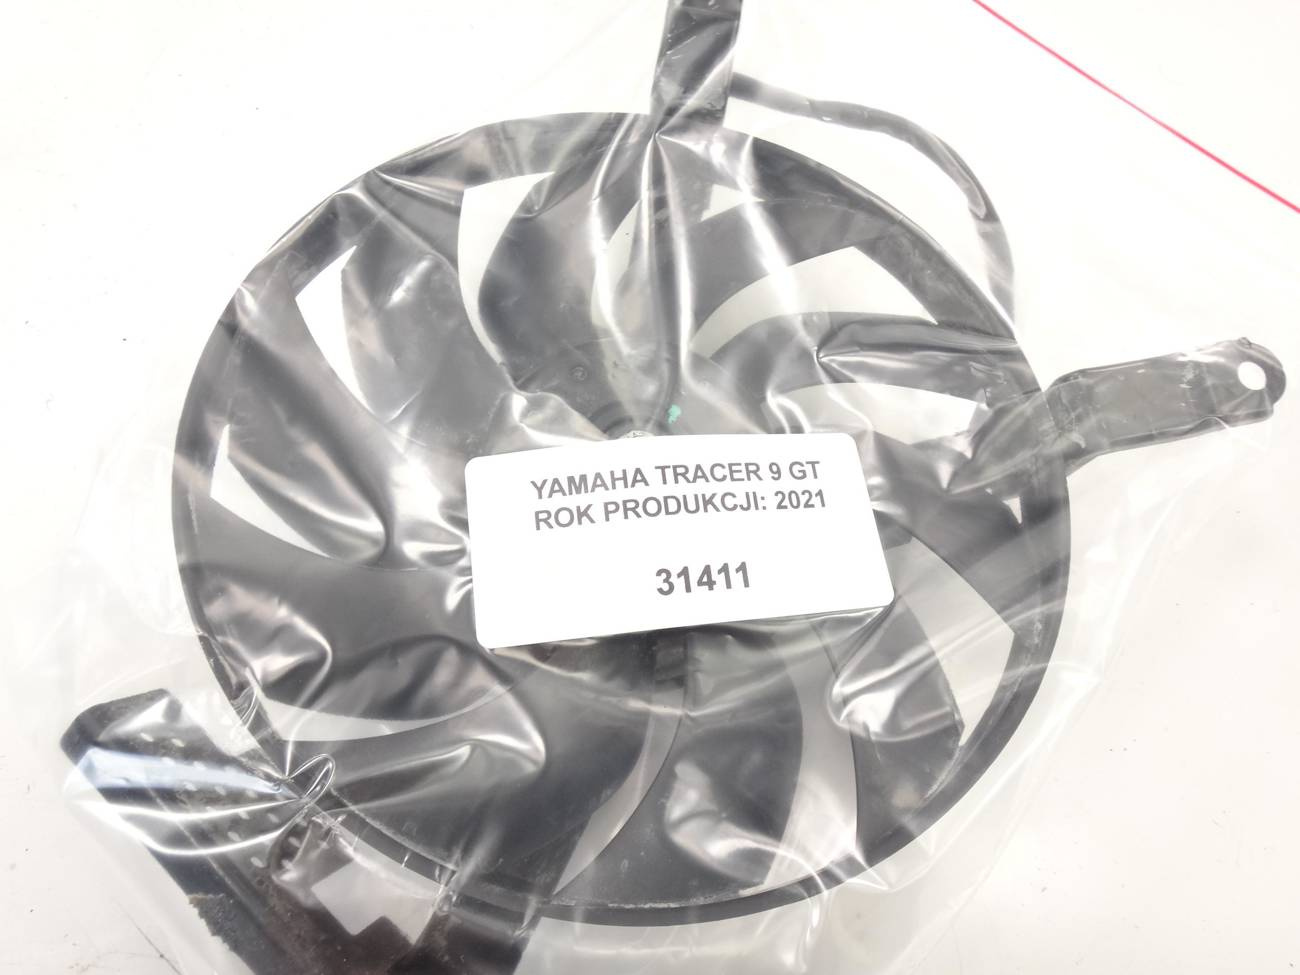 YAMAHA TRACER 9 GT
ROK PRODUKCJI: 2021
31411